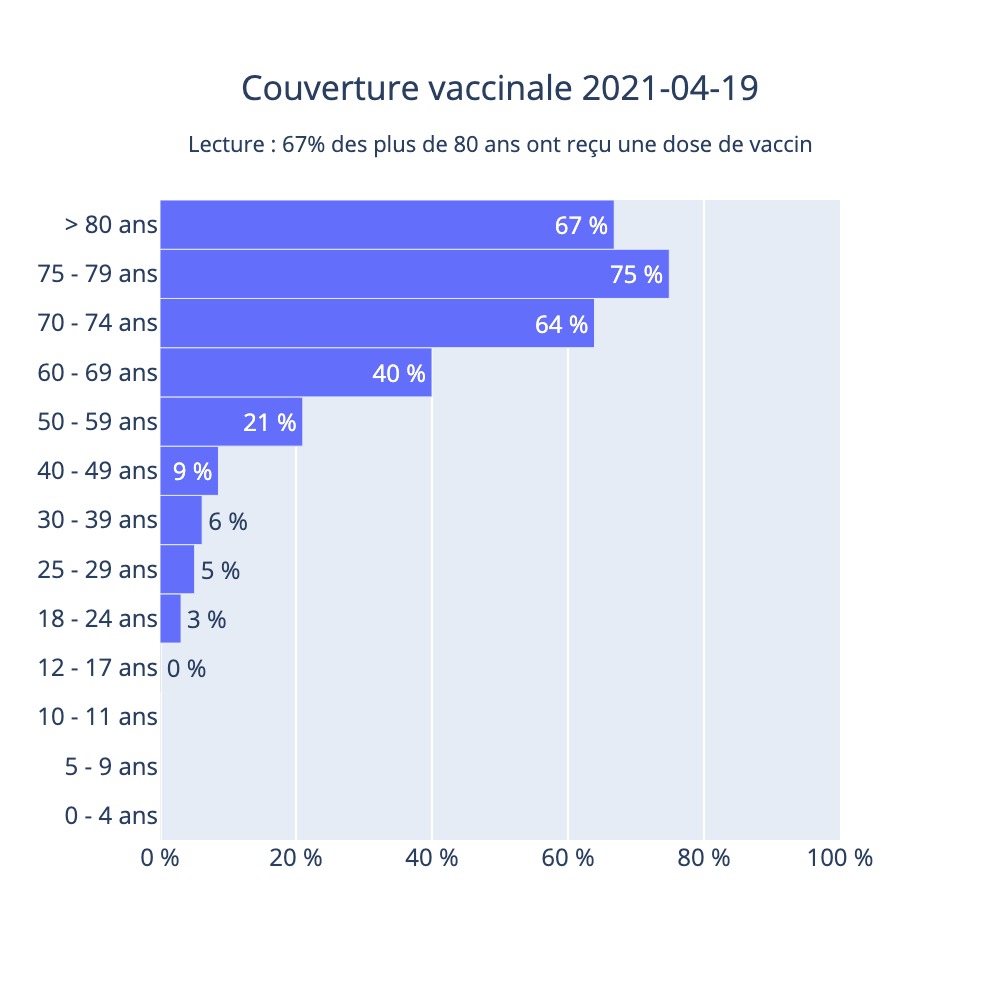 Couverture vaccinale 2021-04-19
Lecture : 67% des plus de 80 ans ont reçu une dose de vaccin
> 80 ans 67 %
75 - 79 ans 75 %
70 - 74 ans 64 %
60 - 69 ans 40 %
50 - 59 ans 21 %
40 - 49 ans 9 %
30 - 39 ans 6 %
25 - 29 ans 5 %
18 - 24 ans 3 %
12 - 17 ans 0 %
10 - 11 ans
5 - 9 ans
0 - 4 ans
0 % 20 % 40 % 60 % 80 % 100 %